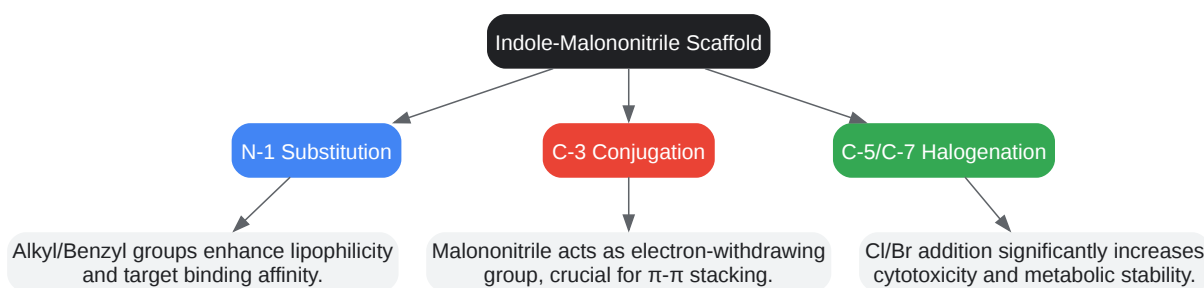 Indole-Malononitrile Scaffold
N-1 Substitution
C-3 Conjugation
C-5/C-7 Halogenation
Alkyl/Benzyl groups enhance lipophilicity
and target binding affinity.
Malononitrile acts as electron-withdrawing
group, crucial for π-π stacking.
Cl/Br addition significantly increases
cytotoxicity and metabolic stability.